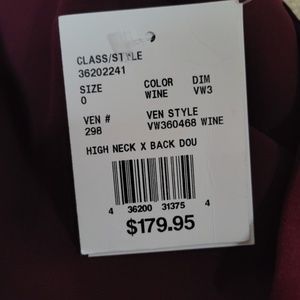 CLASS/STYLE
36202241
SIZE COLOR DIM
0 WINE VW3
VEN # VEN STYLE
298 VW360468 WINE
HIGH NECK X BACK DOU
4 36200 31375 4
$179.95